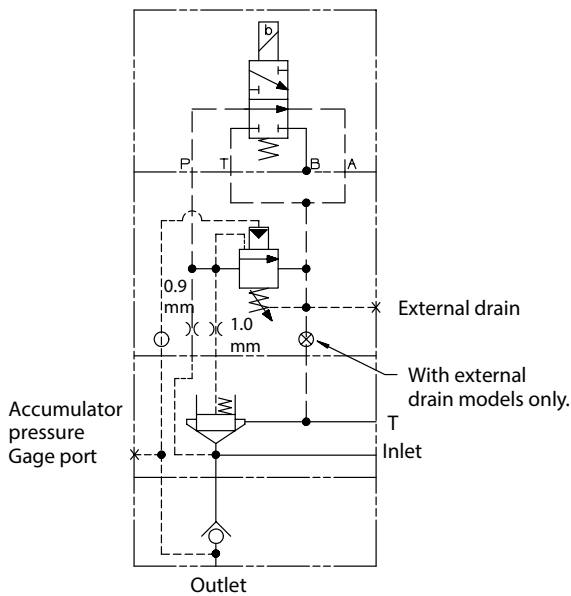 b
P
T
B
A
0.9
mm
1.0
mm
External drain
With external
drain models only.
Accumulator
pressure
Gage port
T
Inlet
Outlet